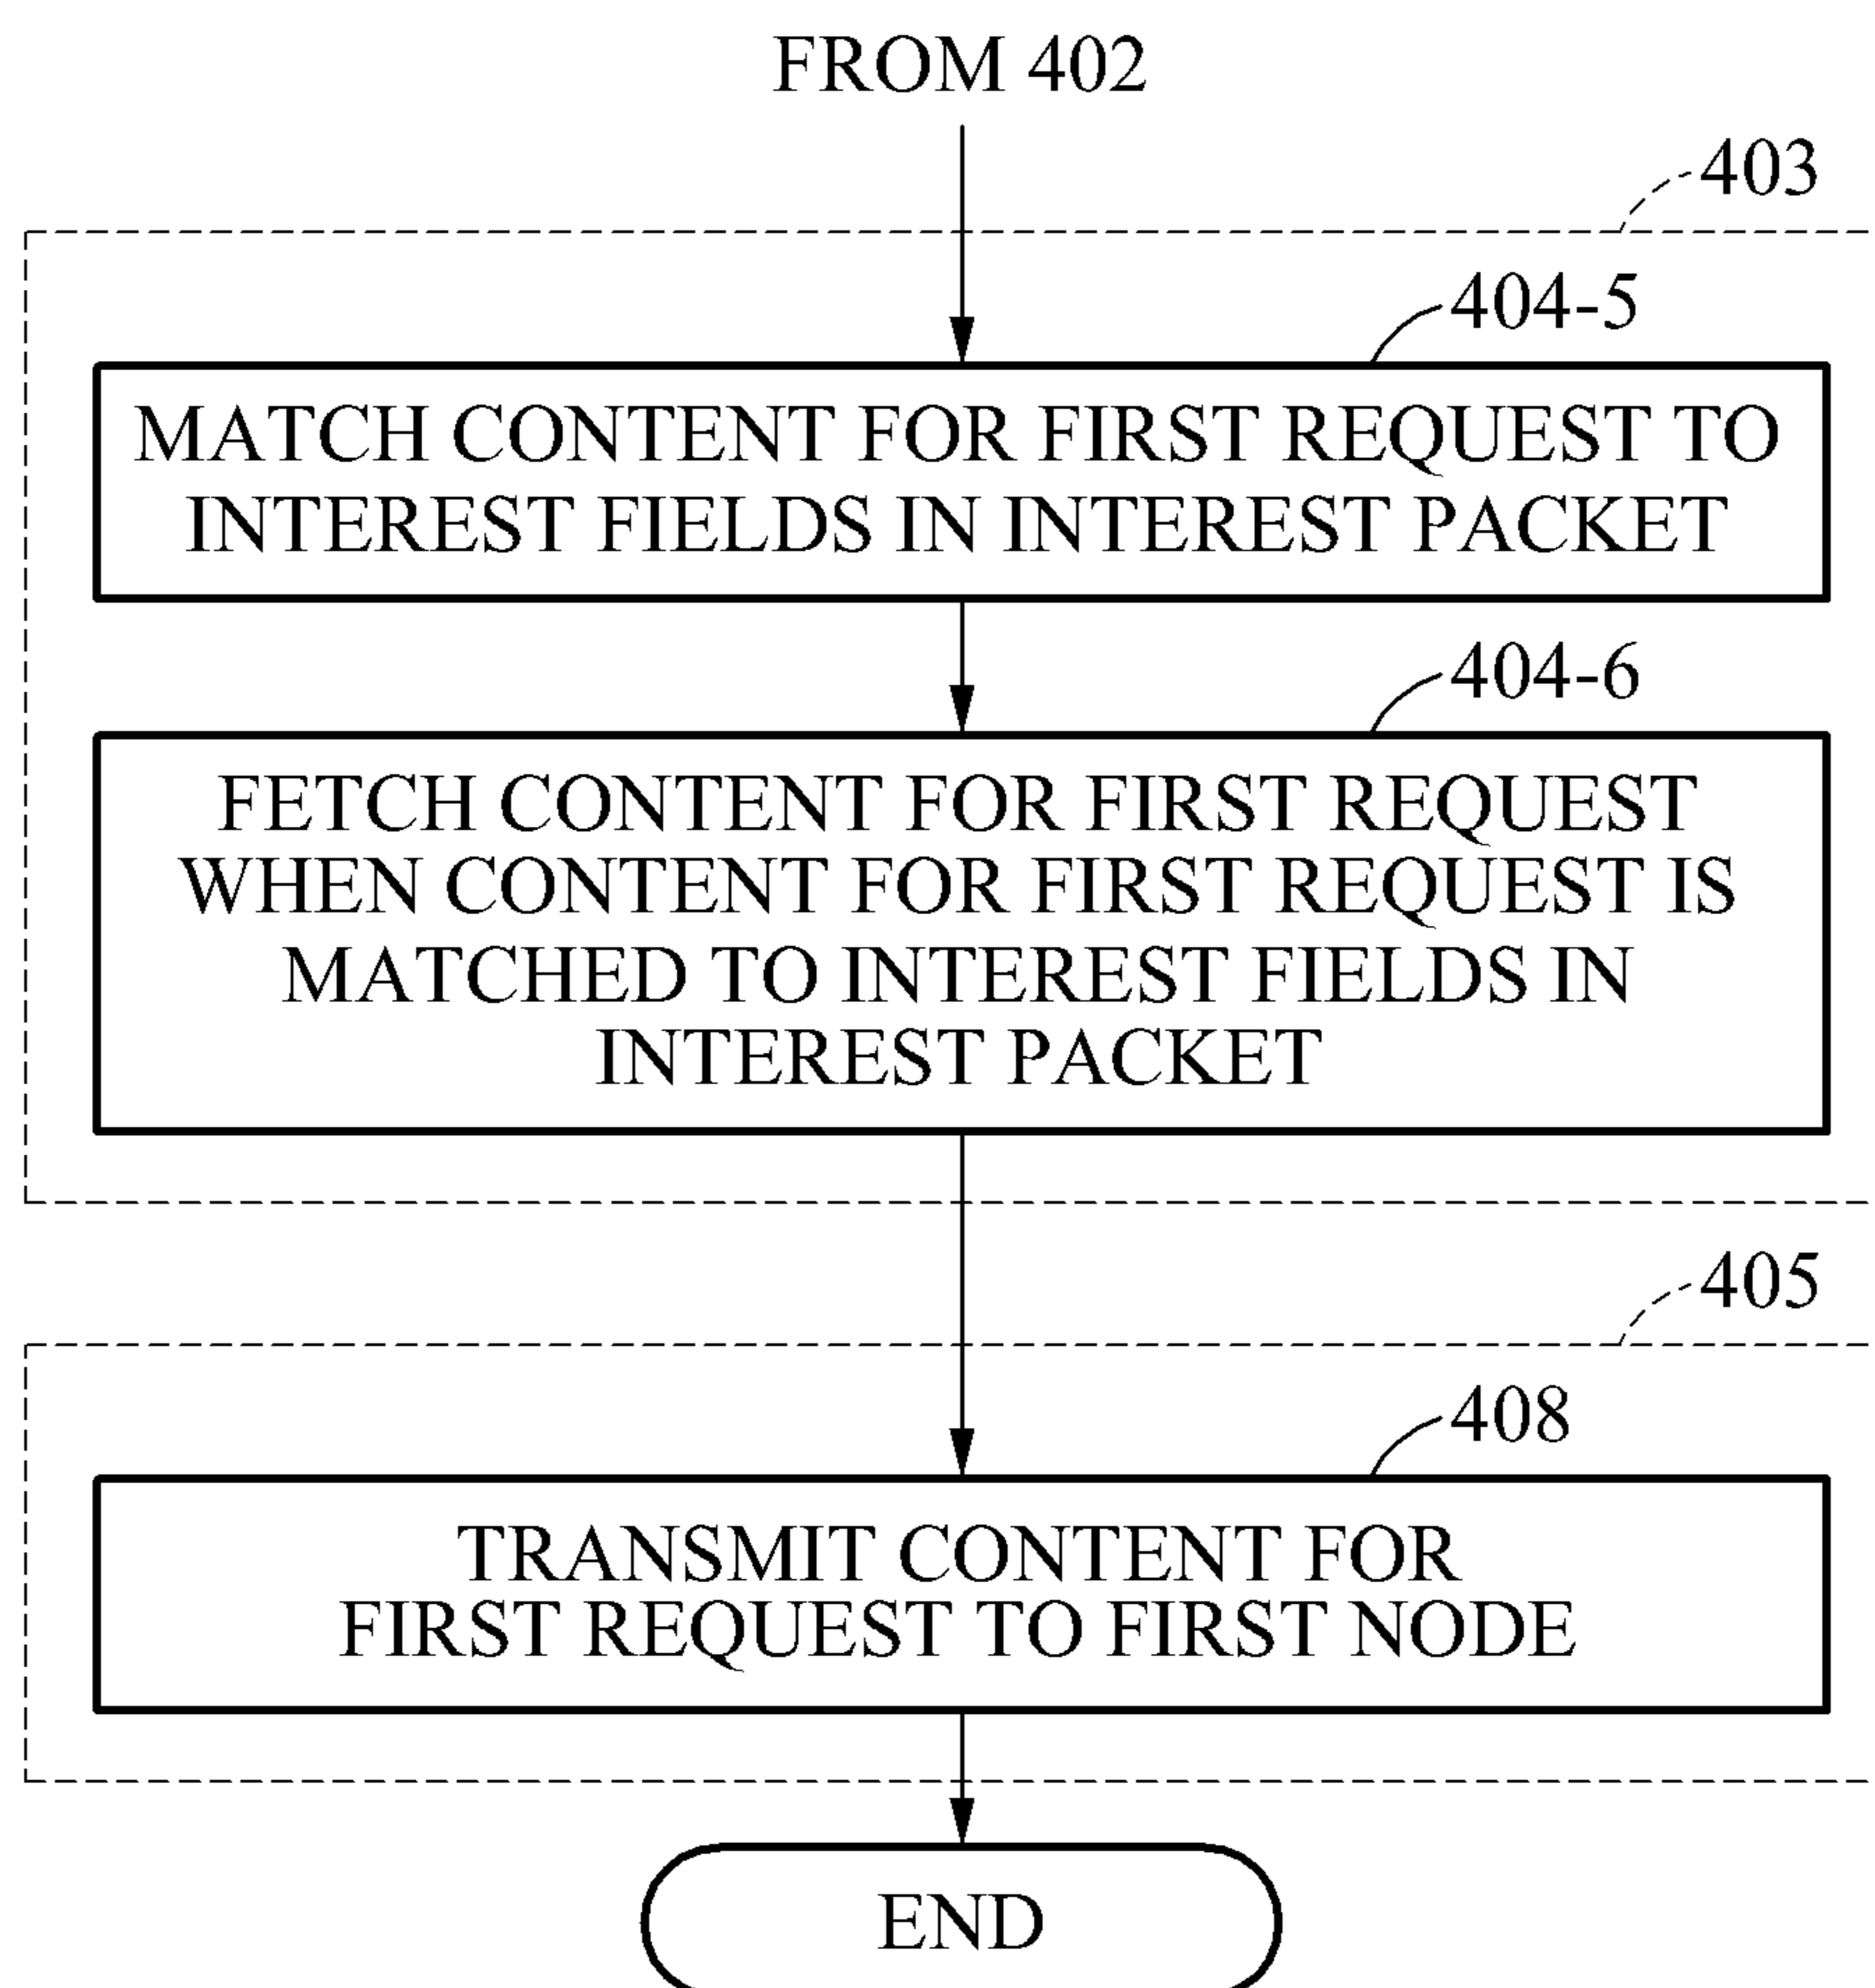 FROM 402
403
404-5
MATCH CONTENT FOR FIRST REQUEST TO
INTEREST FIELDS IN INTEREST PACKET
404-6
FETCH CONTENT FOR FIRST REQUEST
WHEN CONTENT FOR FIRST REQUEST IS
MATCHED TO INTEREST FIELDS IN
INTEREST PACKET
405
408
TRANSMIT CONTENT FOR
FIRST REQUEST TO FIRST NODE
END